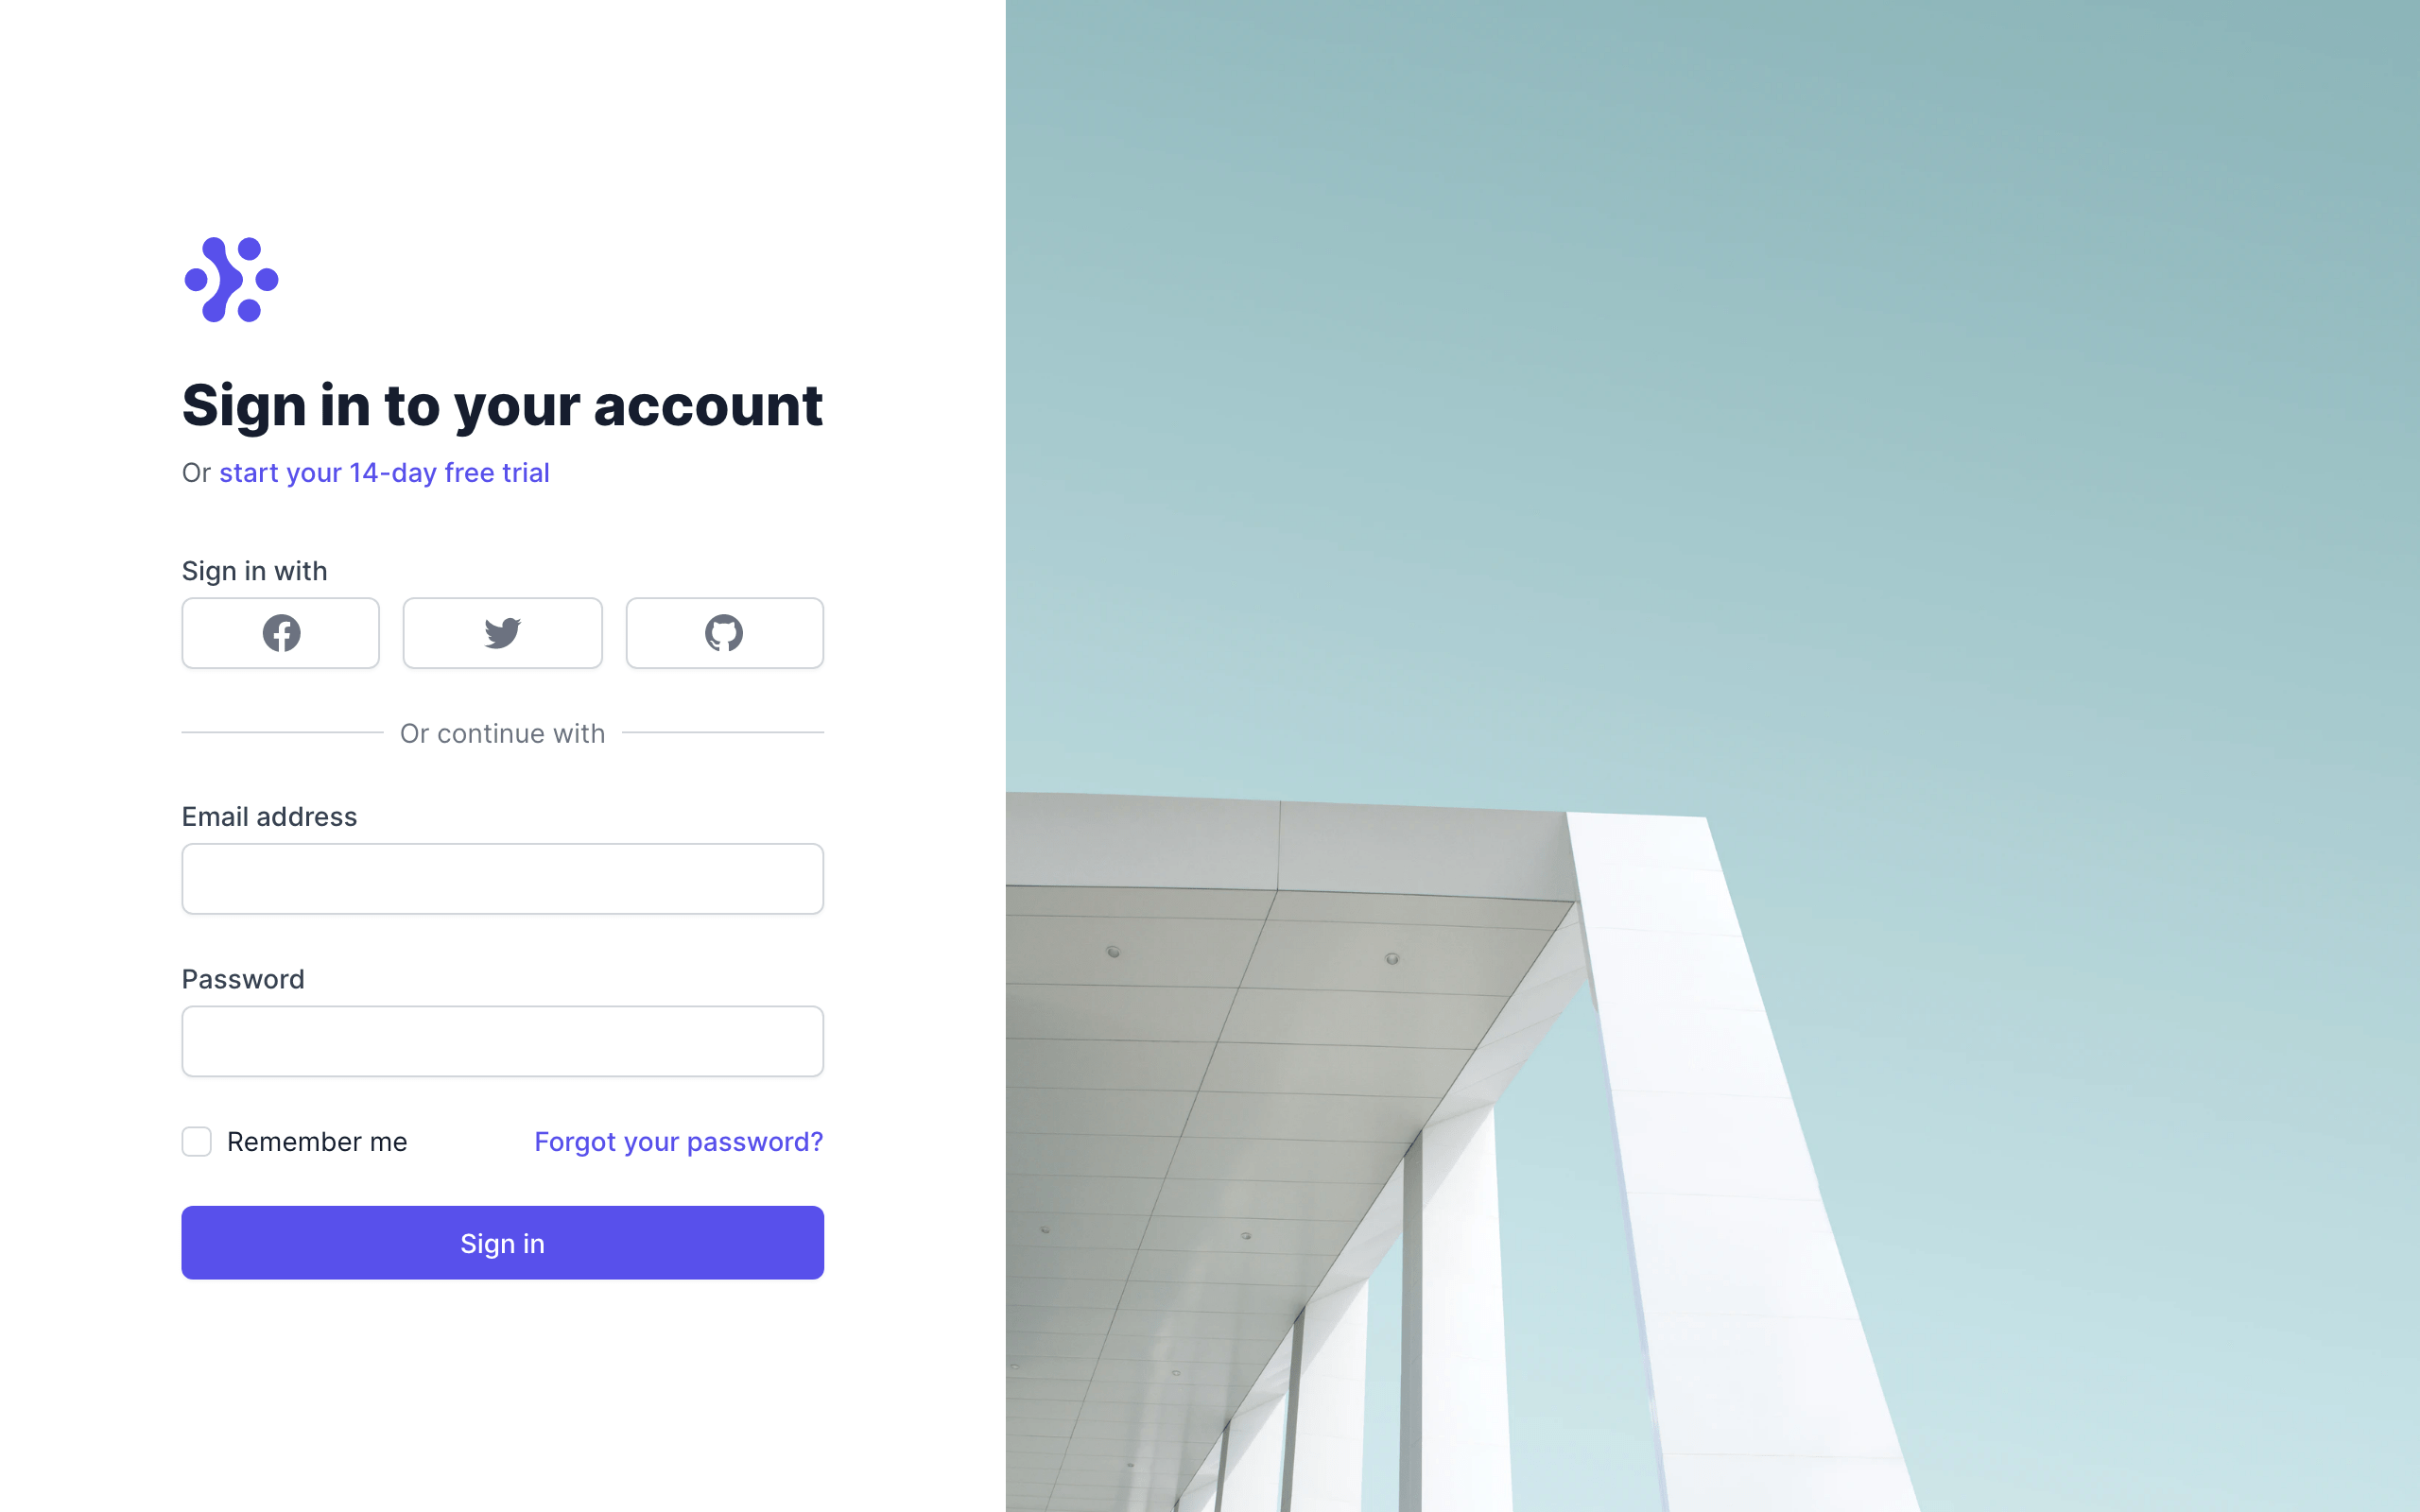 Sign in to your account
Or start your 14-day free trial
Sign in with
Or continue with
Email address
Password
Remember me
Forgot your password?
Sign in